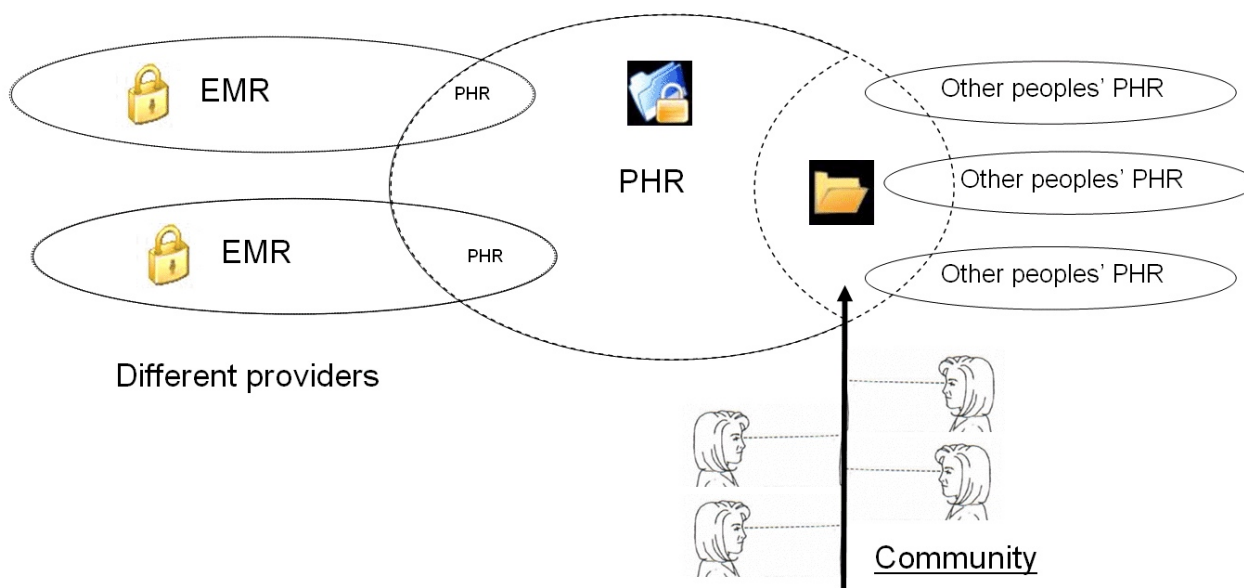 EMR
PHR
Other peoples’ PHR
PHR
Other peoples’ PHR
EMR
PHR
Other peoples’ PHR
Different providers
Community